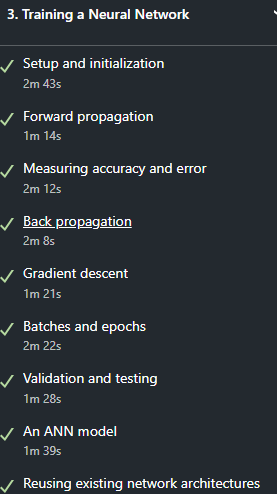 3. Training a Neural Network
Setup and initialization
2m 43s
Forward propagation
1m 14s
Measuring accuracy and error
2m 12s
Back propagation
2m 8s
Gradient descent
1m 21s
Batches and epochs
2m 22s
Validation and testing
1m 28s
An ANN model
1m 39s
Reusing existing network architectures